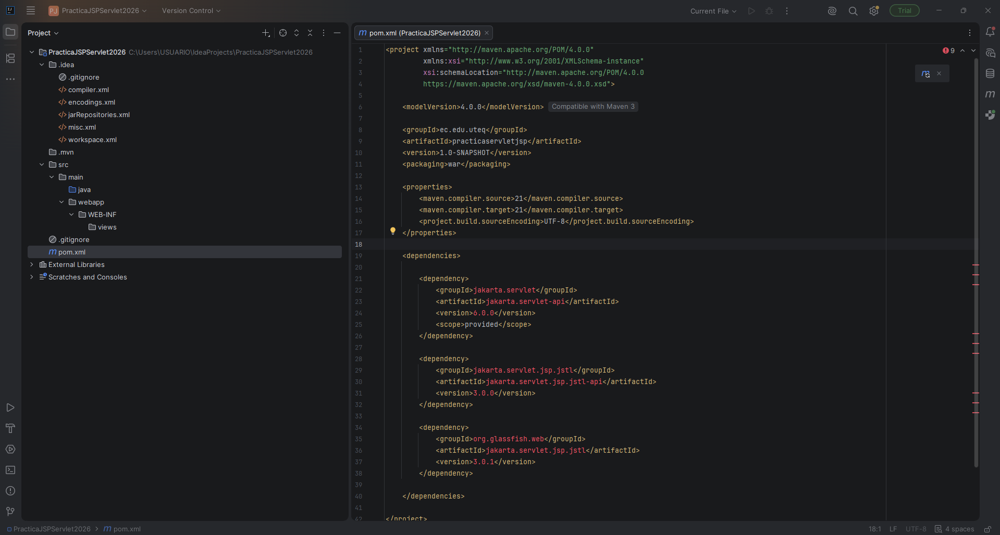 PJ PracticaJSPServlet2026 Version Control Current File Trial
Project
PracticaJSPServlet2026 C:\Users\USUARIO\IdeaProjects\PracticaJSPServlet2026
.idea
.gitignore
compiler.xml
encodings.xml
jarRepositories.xml
misc.xml
workspace.xml
.mvn
src
main
java
webapp
WEB-INF
views
.gitignore
pom.xml
External Libraries
Scratches and Consoles
pom.xml (PracticaJSPServlet2026)
9
1 <project xmlns="http://maven.apache.org/POM/4.0.0"
2 xmlns:xsi="http://www.w3.org/2001/XMLSchema-instance"
3 xsi:schemaLocation="http://maven.apache.org/POM/4.0.0
4 https://maven.apache.org/xsd/maven-4.0.0.xsd">
5
6 <modelVersion>4.0.0</modelVersion> Compatible with Maven 3
7
8 <groupId>ec.edu.uteq</groupId>
9 <artifactId>practicaservletjsp</artifactId>
10 <version>1.0-SNAPSHOT</version>
11 <packaging>war</packaging>
12
13 <properties>
14 <maven.compiler.source>21</maven.compiler.source>
15 <maven.compiler.target>21</maven.compiler.target>
16 <project.build.sourceEncoding>UTF-8</project.build.sourceEncoding>
17 </properties>
18
19 <dependencies>
20
21 <dependency>
22 <groupId>jakarta.servlet</groupId>
23 <artifactId>jakarta.servlet-api</artifactId>
24 <version>6.0.0</version>
25 <scope>provided</scope>
26 </dependency>
27
28 <dependency>
29 <groupId>jakarta.servlet.jsp.jstl</groupId>
30 <artifactId>jakarta.servlet.jsp.jstl-api</artifactId>
31 <version>3.0.0</version>
32 </dependency>
33
34 <dependency>
35 <groupId>org.glassfish.web</groupId>
36 <artifactId>jakarta.servlet.jsp.jstl</artifactId>
37 <version>3.0.1</version>
38 </dependency>
39
40 </dependencies>
41
42 </project>
PracticaJSPServlet2026 pom.xml 18:1 LF UTF-8 4 spaces